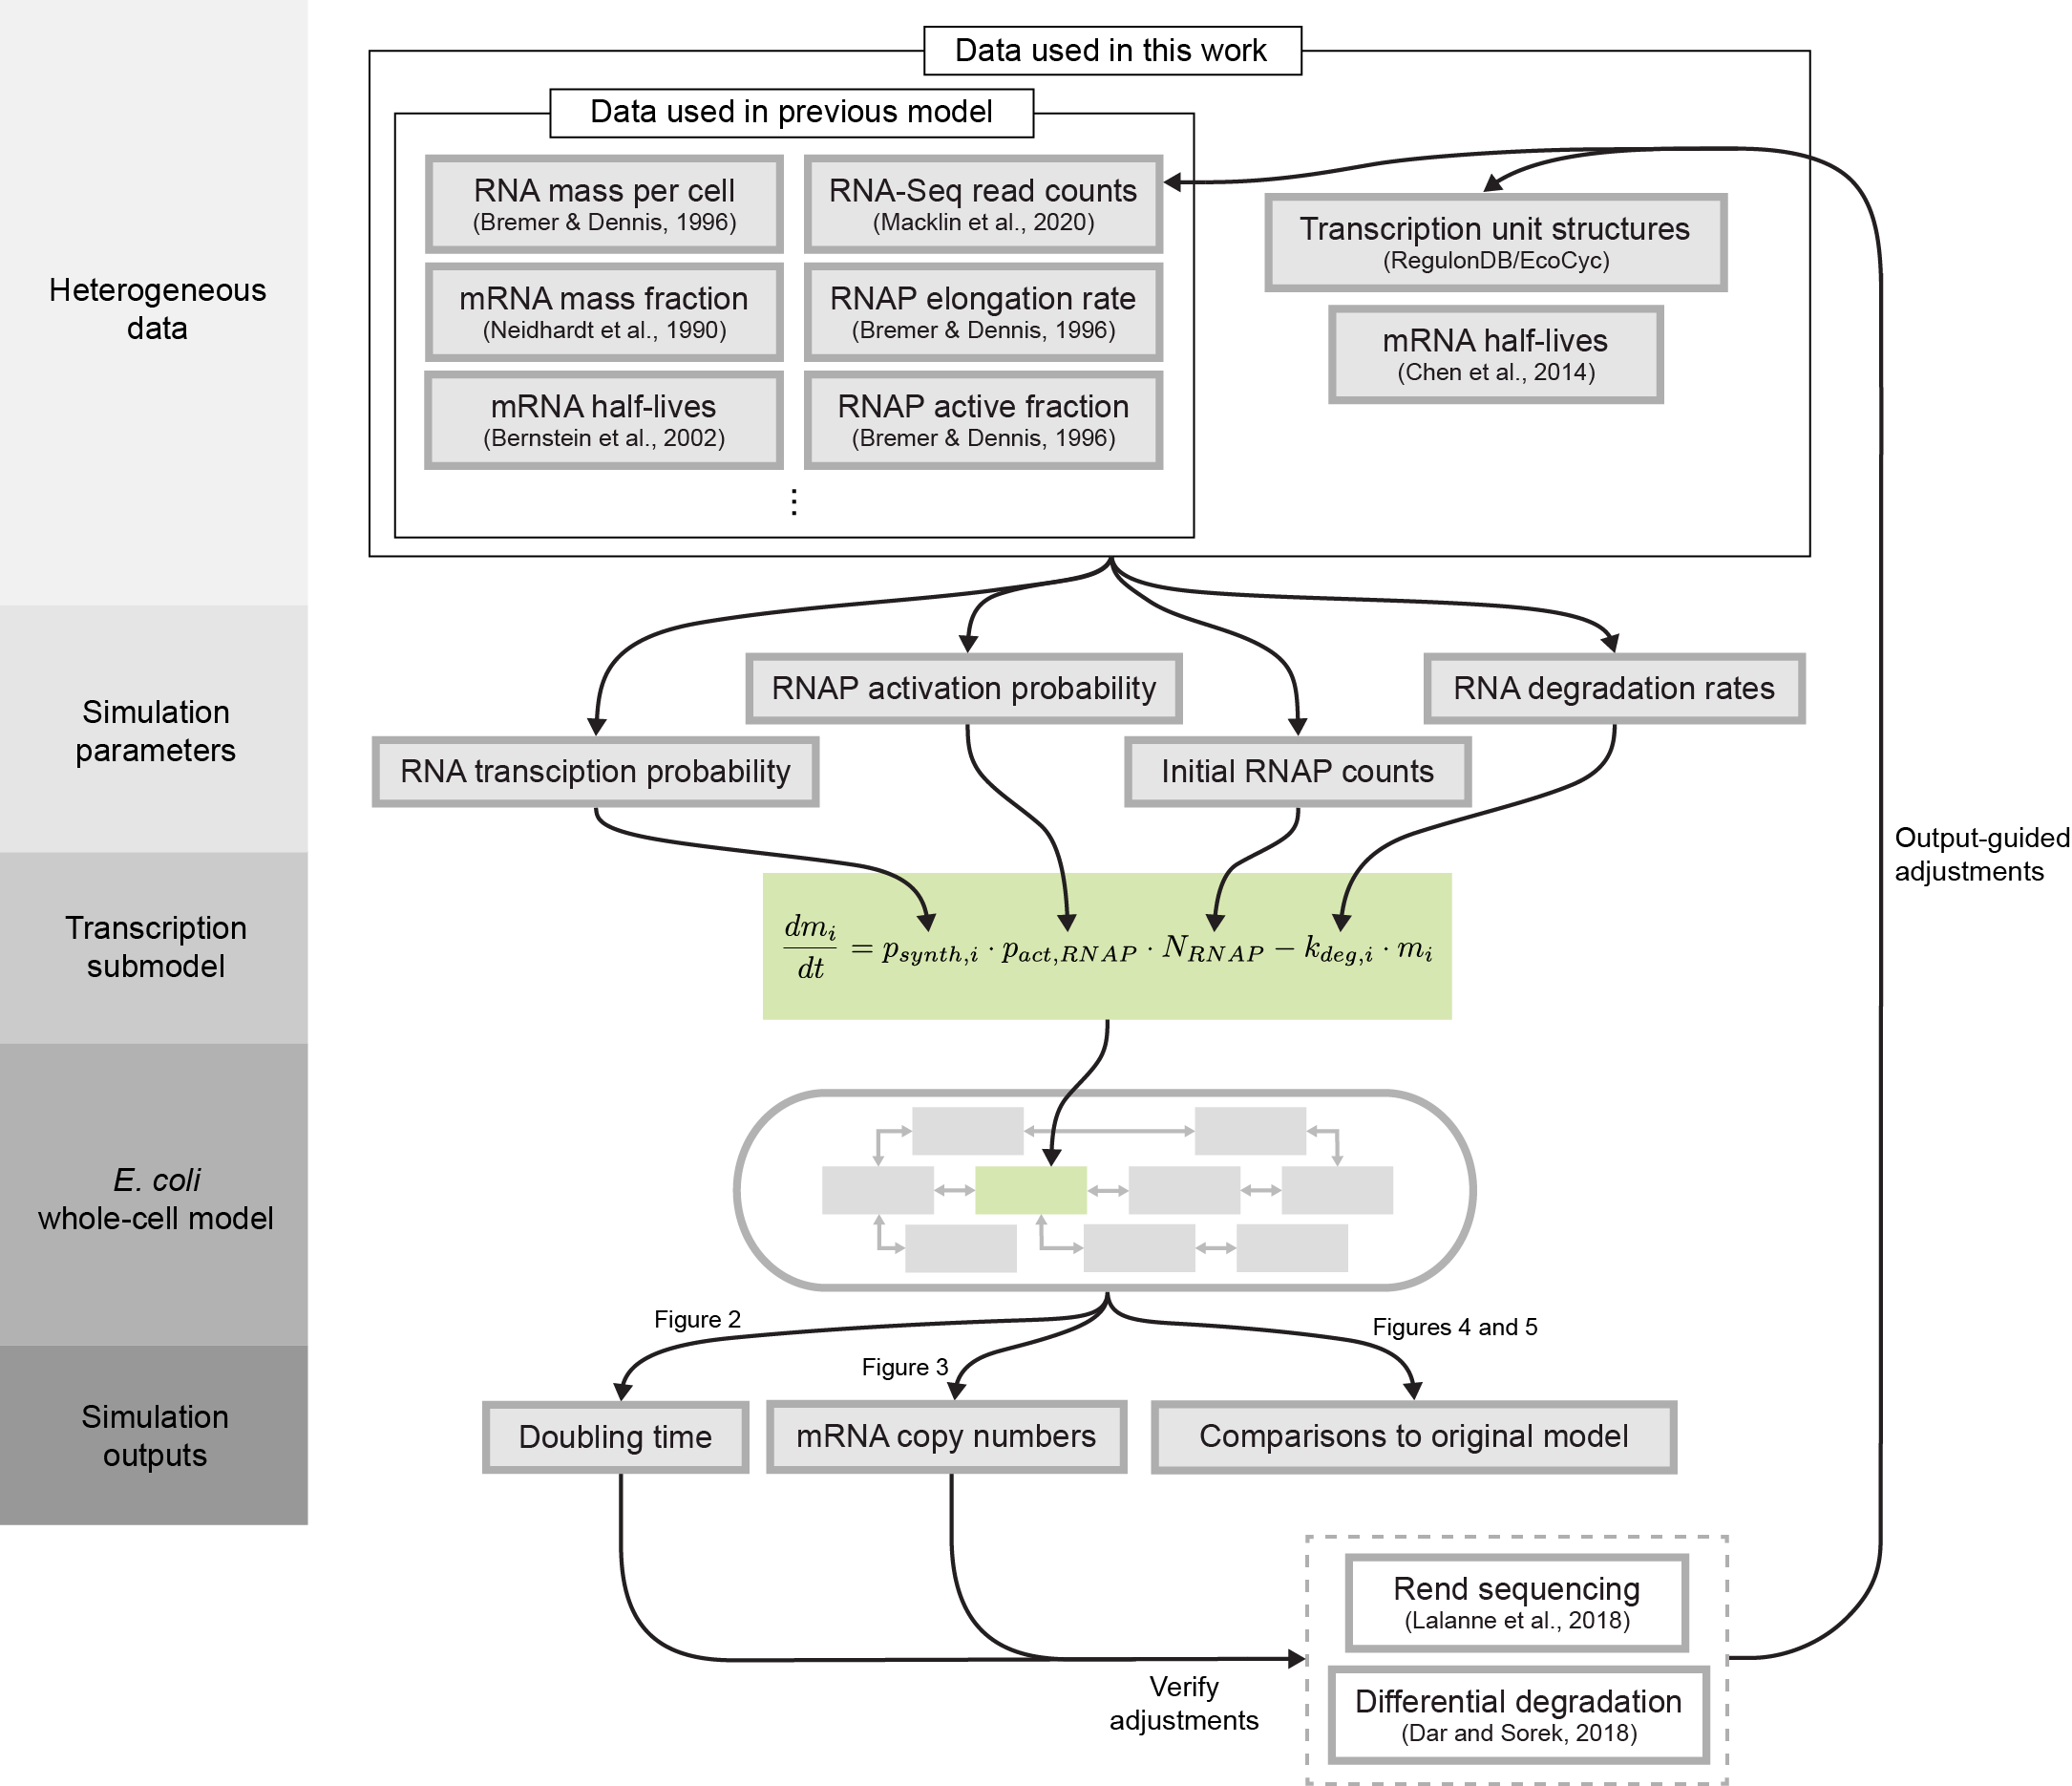 Data used in this work
Data used in previous model
RNA mass per cell
(Bremer & Dennis, 1996)
RNA-Seq read counts
(Macklin et al., 2020)
mRNA mass fraction
(Neidhardt et al., 1990)
RNAP elongation rate
(Bremer & Dennis, 1996)
mRNA half-lives
(Bernstein et al., 2002)
RNAP active fraction
(Bremer & Dennis, 1996)
⋮
Transcription unit structures
(RegulonDB/EcoCyc)
mRNA half-lives
(Chen et al., 2014)
Heterogeneous
data
Simulation
parameters
RNAP activation probability
RNA degradation rates
RNA transciption probability
Initial RNAP counts
Output-guided
adjustments
Transcription
submodel
$\frac{dm_i}{dt} = p_{synth,i} \cdot p_{act,RNAP} \cdot N_{RNAP} - k_{deg,i} \cdot m_i$
E. coli
whole-cell model
Figure 2
Figure 3
Figures 4 and 5
Simulation
outputs
Doubling time
mRNA copy numbers
Comparisons to original model
Verify
adjustments
Rend sequencing
(Lalanne et al., 2018)
Differential degradation
(Dar and Sorek, 2018)